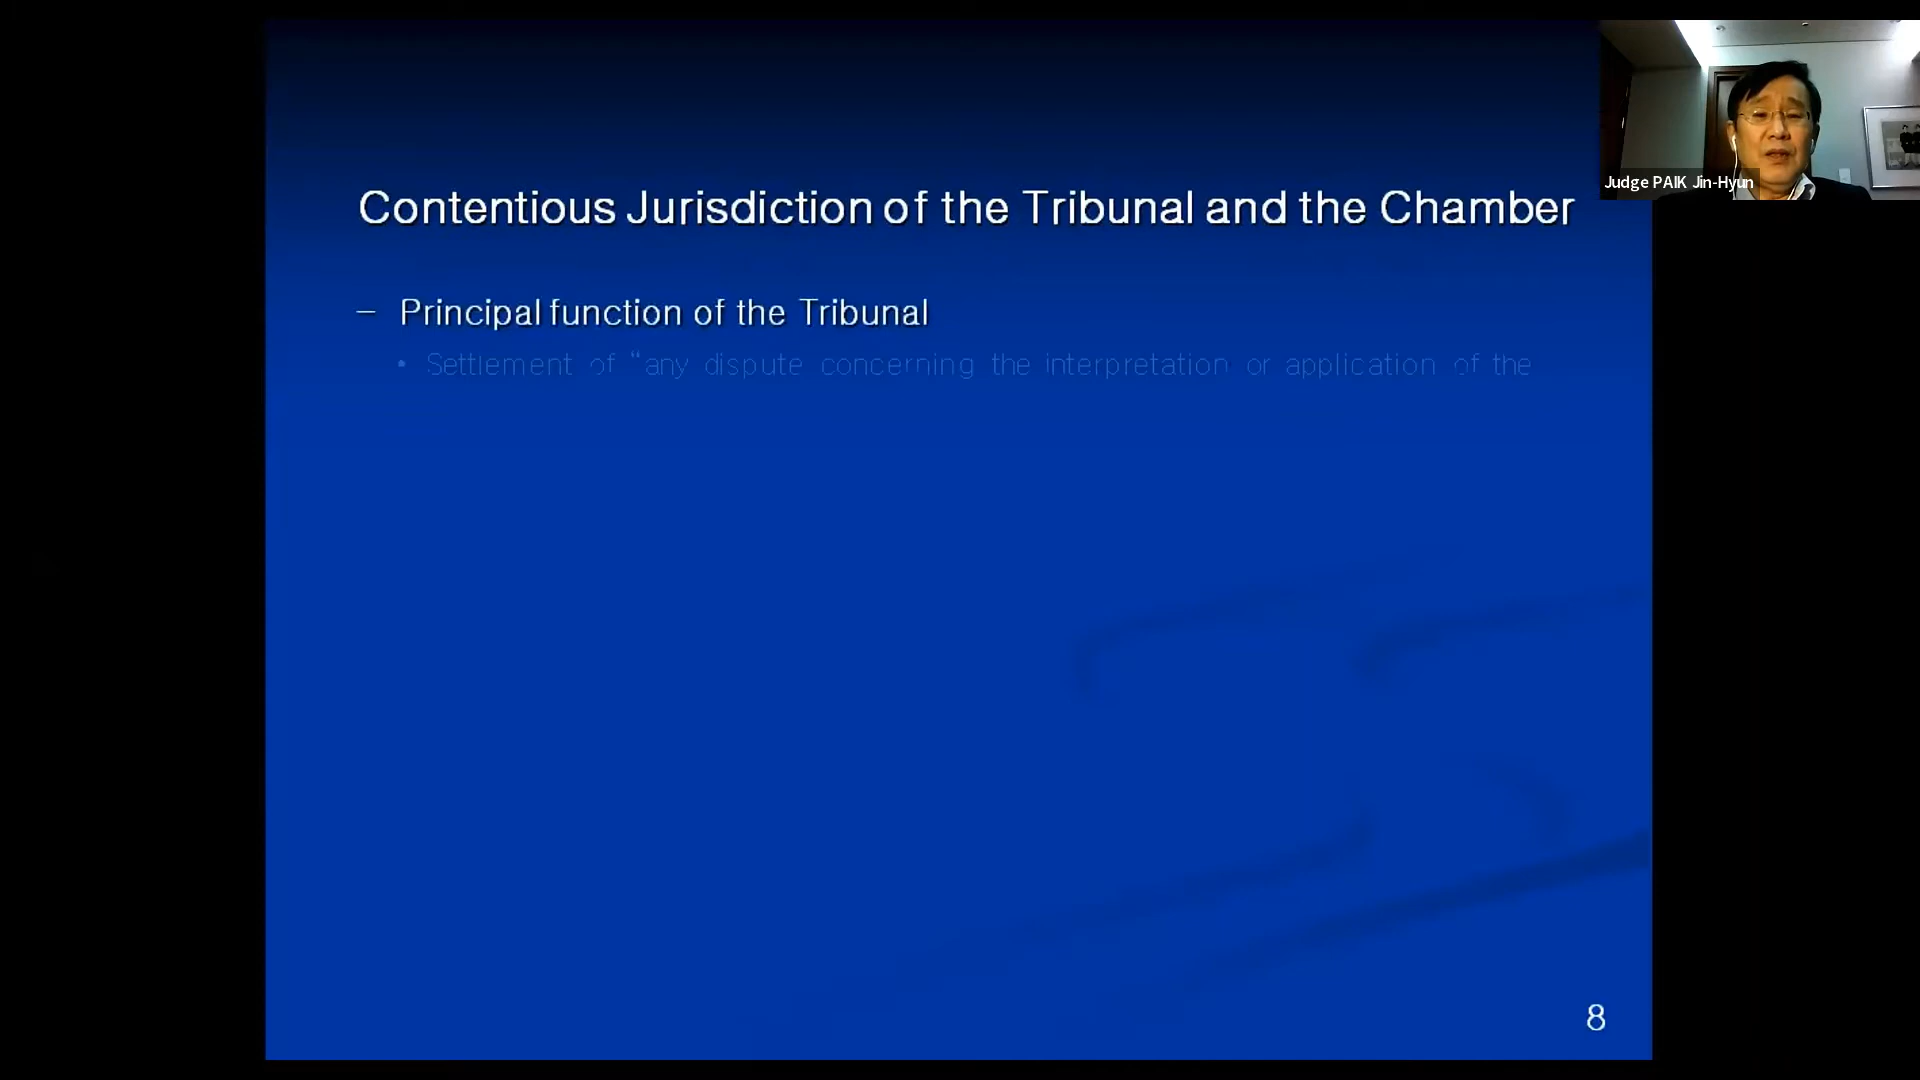 Judge PAIK Jin-Hyun
Contentious Jurisdiction of the Tribunal and the Chamber
– Principal function of the Tribunal
• Settlement of “any dispute concerning the interpretation or application of the
8